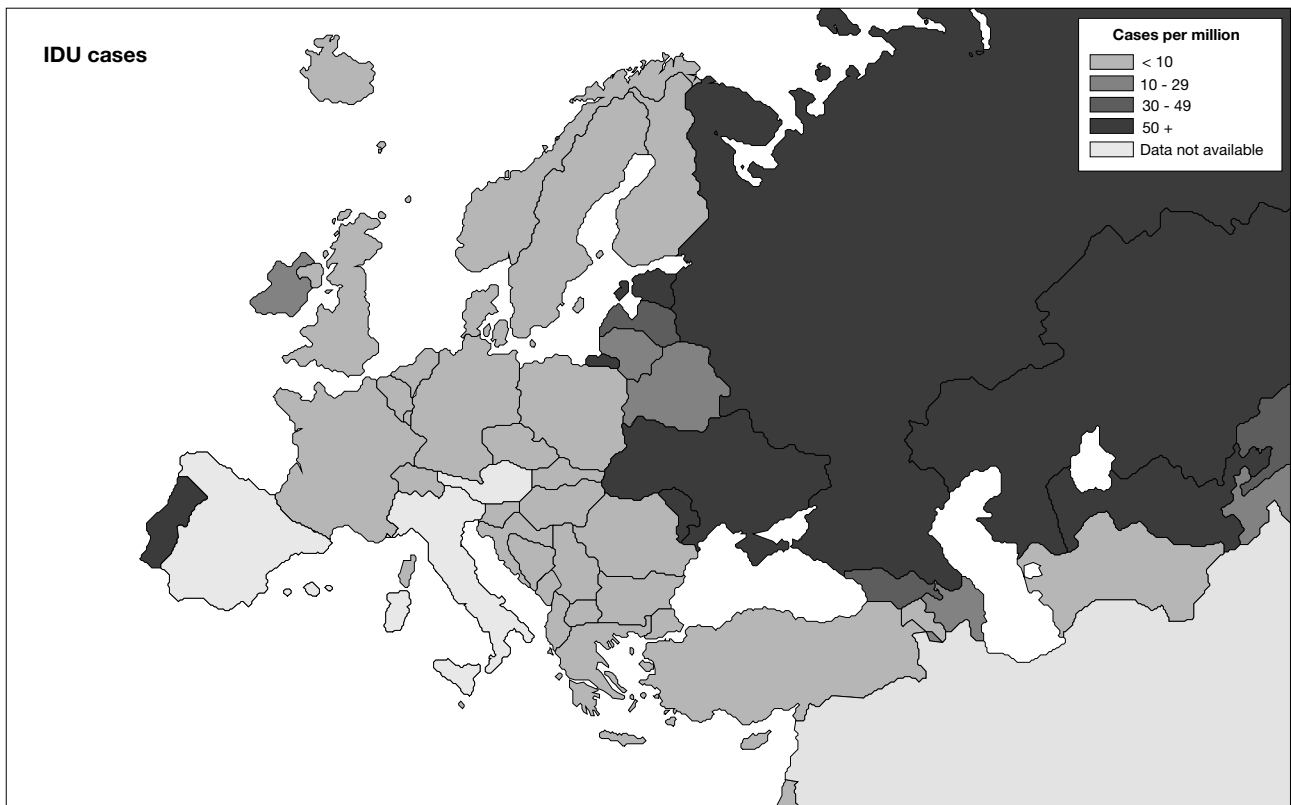 IDU cases
Cases per million
< 10
10 - 29
30 - 49
50 +
Data not available